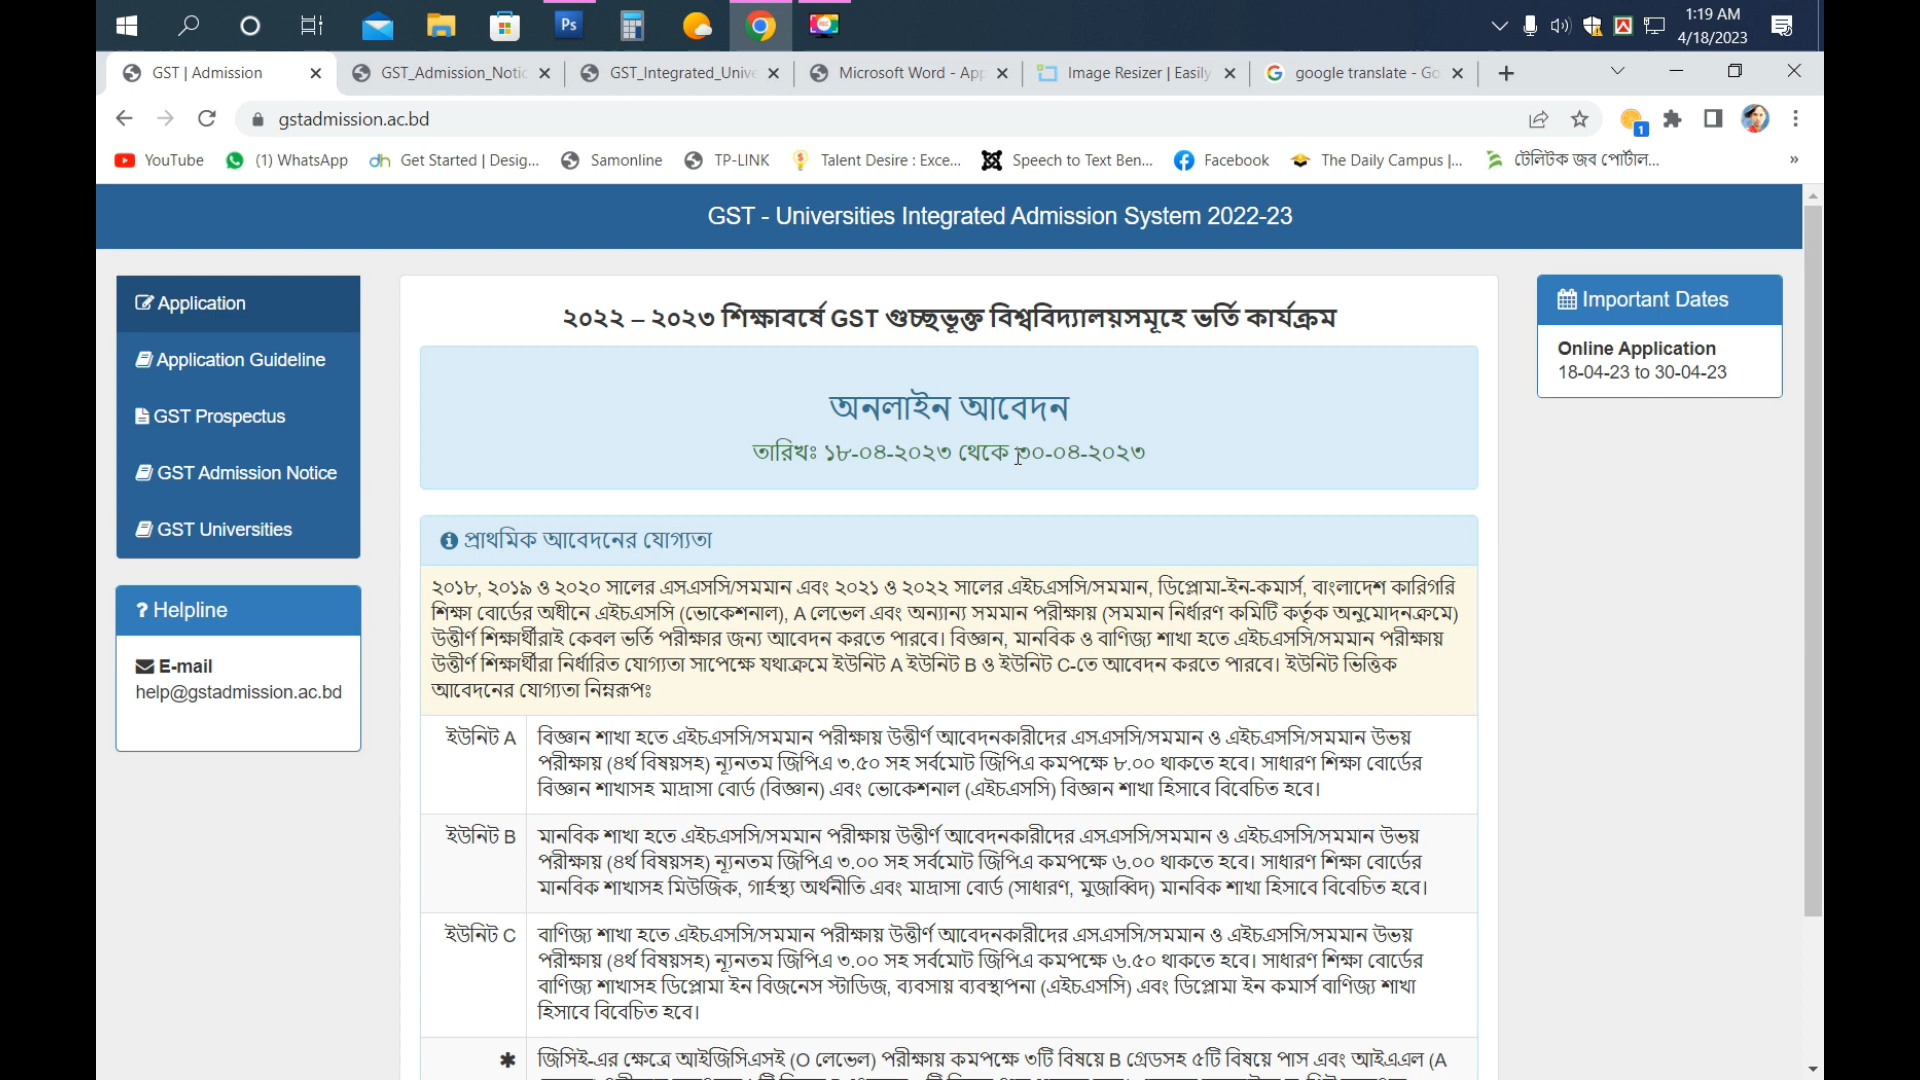 1:19 AM
4/18/2023
GST | Admission
GST_Admission_Notic
GST_Integrated_Unive
Microsoft Word - App
Image Resizer | Easily
google translate - Go
gstadmission.ac.bd
YouTube
(1) WhatsApp
Get Started | Desig...
Samonline
TP-LINK
Talent Desire : Exce...
Speech to Text Ben...
Facebook
The Daily Campus |...
টেলিটক জব পোর্টাল...
GST - Universities Integrated Admission System 2022-23
Application
Application Guideline
GST Prospectus
GST Admission Notice
GST Universities
? Helpline
E-mail
help@gstadmission.ac.bd
২০২২ – ২০২৩ শিক্ষাবর্ষে GST গুচ্ছভূক্ত বিশ্ববিদ্যালয়সমূহে ভর্তি কার্যক্রম
অনলাইন আবেদন
তারিখঃ ১৮-০৪-২০২৩ থেকে ৩০-০৪-২০২৩
প্রাথমিক আবেদনের যোগ্যতা
২০১৮, ২০১৯ ও ২০২০ সালের এসএসসি/সমমান এবং ২০২১ ও ২০২২ সালের এইচএসসি/সমমান, ডিপ্লোমা-ইন-কমার্স, বাংলাদেশ কারিগরি
শিক্ষা বোর্ডের অধীনে এইচএসসি (ভোকেশনাল), A লেভেল এবং অন্যান্য সমমান পরীক্ষায় (সমমান নির্ধারণ কমিটি কর্তৃক অনুমোদনক্রমে)
উত্তীর্ণ শিক্ষার্থীরাই কেবল ভর্তি পরীক্ষার জন্য আবেদন করতে পারবে। বিজ্ঞান, মানবিক ও বাণিজ্য শাখা হতে এইচএসসি/সমমান পরীক্ষায়
উত্তীর্ণ শিক্ষার্থীরা নির্ধারিত যোগ্যতা সাপেক্ষে যথাক্রমে ইউনিট A ইউনিট B ও ইউনিট C-তে আবেদন করতে পারবে। ইউনিট ভিত্তিক
আবেদনের যোগ্যতা নিম্নরূপঃ
ইউনিট A
বিজ্ঞান শাখা হতে এইচএসসি/সমমান পরীক্ষায় উত্তীর্ণ আবেদনকারীদের এসএসসি/সমমান ও এইচএসসি/সমমান উভয়
পরীক্ষায় (৪র্থ বিষয়সহ) ন্যূনতম জিপিএ ৩.৫০ সহ সর্বমোট জিপিএ কমপক্ষে ৮.০০ থাকতে হবে। সাধারণ শিক্ষা বোর্ডের
বিজ্ঞান শাখাসহ মাদ্রাসা বোর্ড (বিজ্ঞান) এবং ভোকেশনাল (এইচএসসি) বিজ্ঞান শাখা হিসাবে বিবেচিত হবে।
ইউনিট B
মানবিক শাখা হতে এইচএসসি/সমমান পরীক্ষায় উত্তীর্ণ আবেদনকারীদের এসএসসি/সমমান ও এইচএসসি/সমমান উভয়
পরীক্ষায় (৪র্থ বিষয়সহ) ন্যূনতম জিপিএ ৩.০০ সহ সর্বমোট জিপিএ কমপক্ষে ৬.০০ থাকতে হবে। সাধারণ শিক্ষা বোর্ডের
মানবিক শাখাসহ মিউজিক, গার্হস্থ্য অর্থনীতি এবং মাদ্রাসা বোর্ড (সাধারণ, মুজাব্বিদ) মানবিক শাখা হিসাবে বিবেচিত হবে।
ইউনিট C
বাণিজ্য শাখা হতে এইচএসসি/সমমান পরীক্ষায় উত্তীর্ণ আবেদনকারীদের এসএসসি/সমমান ও এইচএসসি/সমমান উভয়
পরীক্ষায় (৪র্থ বিষয়সহ) ন্যূনতম জিপিএ ৩.০০ সহ সর্বমোট জিপিএ কমপক্ষে ৬.৫০ থাকতে হবে। সাধারণ শিক্ষা বোর্ডের
বাণিজ্য শাখাসহ ডিপ্লোমা ইন বিজনেস স্টাডিজ, ব্যবসায় ব্যবস্থাপনা (এইচএসসি) এবং ডিপ্লোমা ইন কমার্স বাণিজ্য শাখা
হিসাবে বিবেচিত হবে।
জিসিই-এর ক্ষেত্রে আইজিসিএসই (O লেভেল) পরীক্ষায় কমপক্ষে ৩টি বিষয়ে B গ্রেডসহ ৫টি বিষয়ে পাস এবং আইএএল (A
Important Dates
Online Application
18-04-23 to 30-04-23